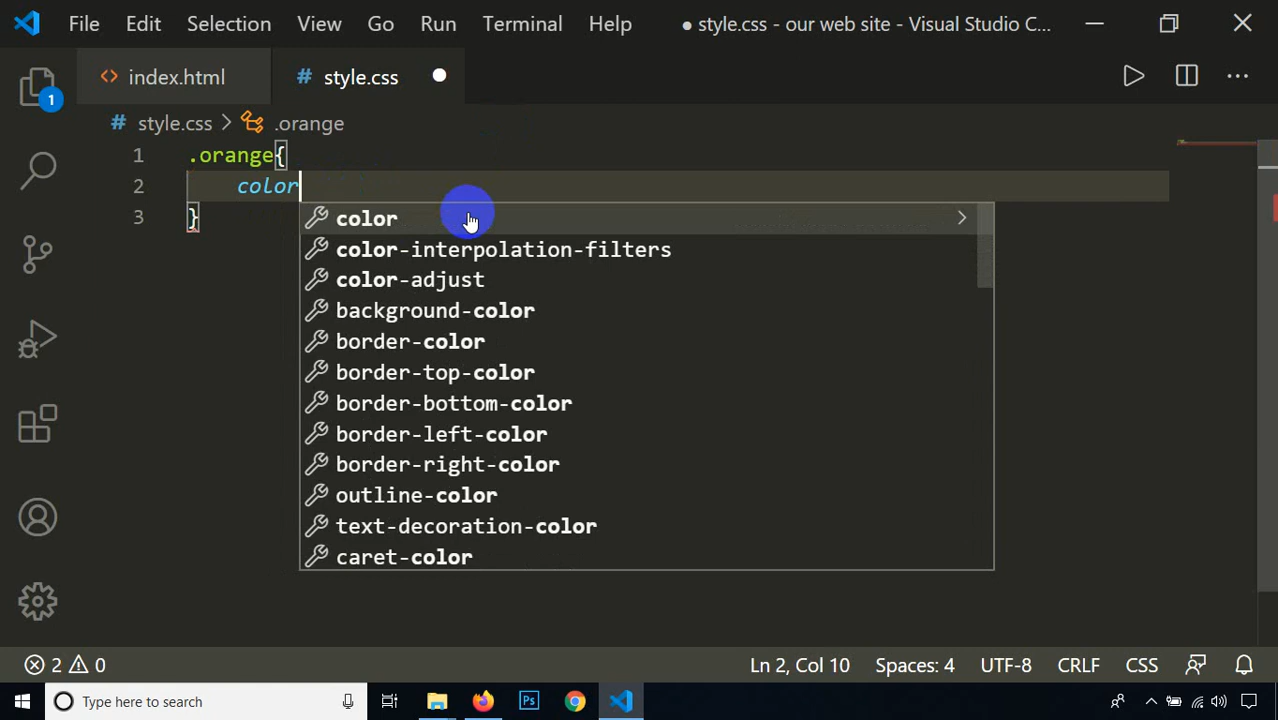 File Edit Selection View Go Run Terminal Help ● style.css - our web site - Visual Studio C...
index.html # style.css
# style.css > .orange
1 .orange{
2 color
3 }
color
color-interpolation-filters
color-adjust
background-color
border-color
border-top-color
border-bottom-color
border-left-color
border-right-color
outline-color
text-decoration-color
caret-color
1
2 0 Ln 2, Col 10 Spaces: 4 UTF-8 CRLF CSS
Type here to search Ps